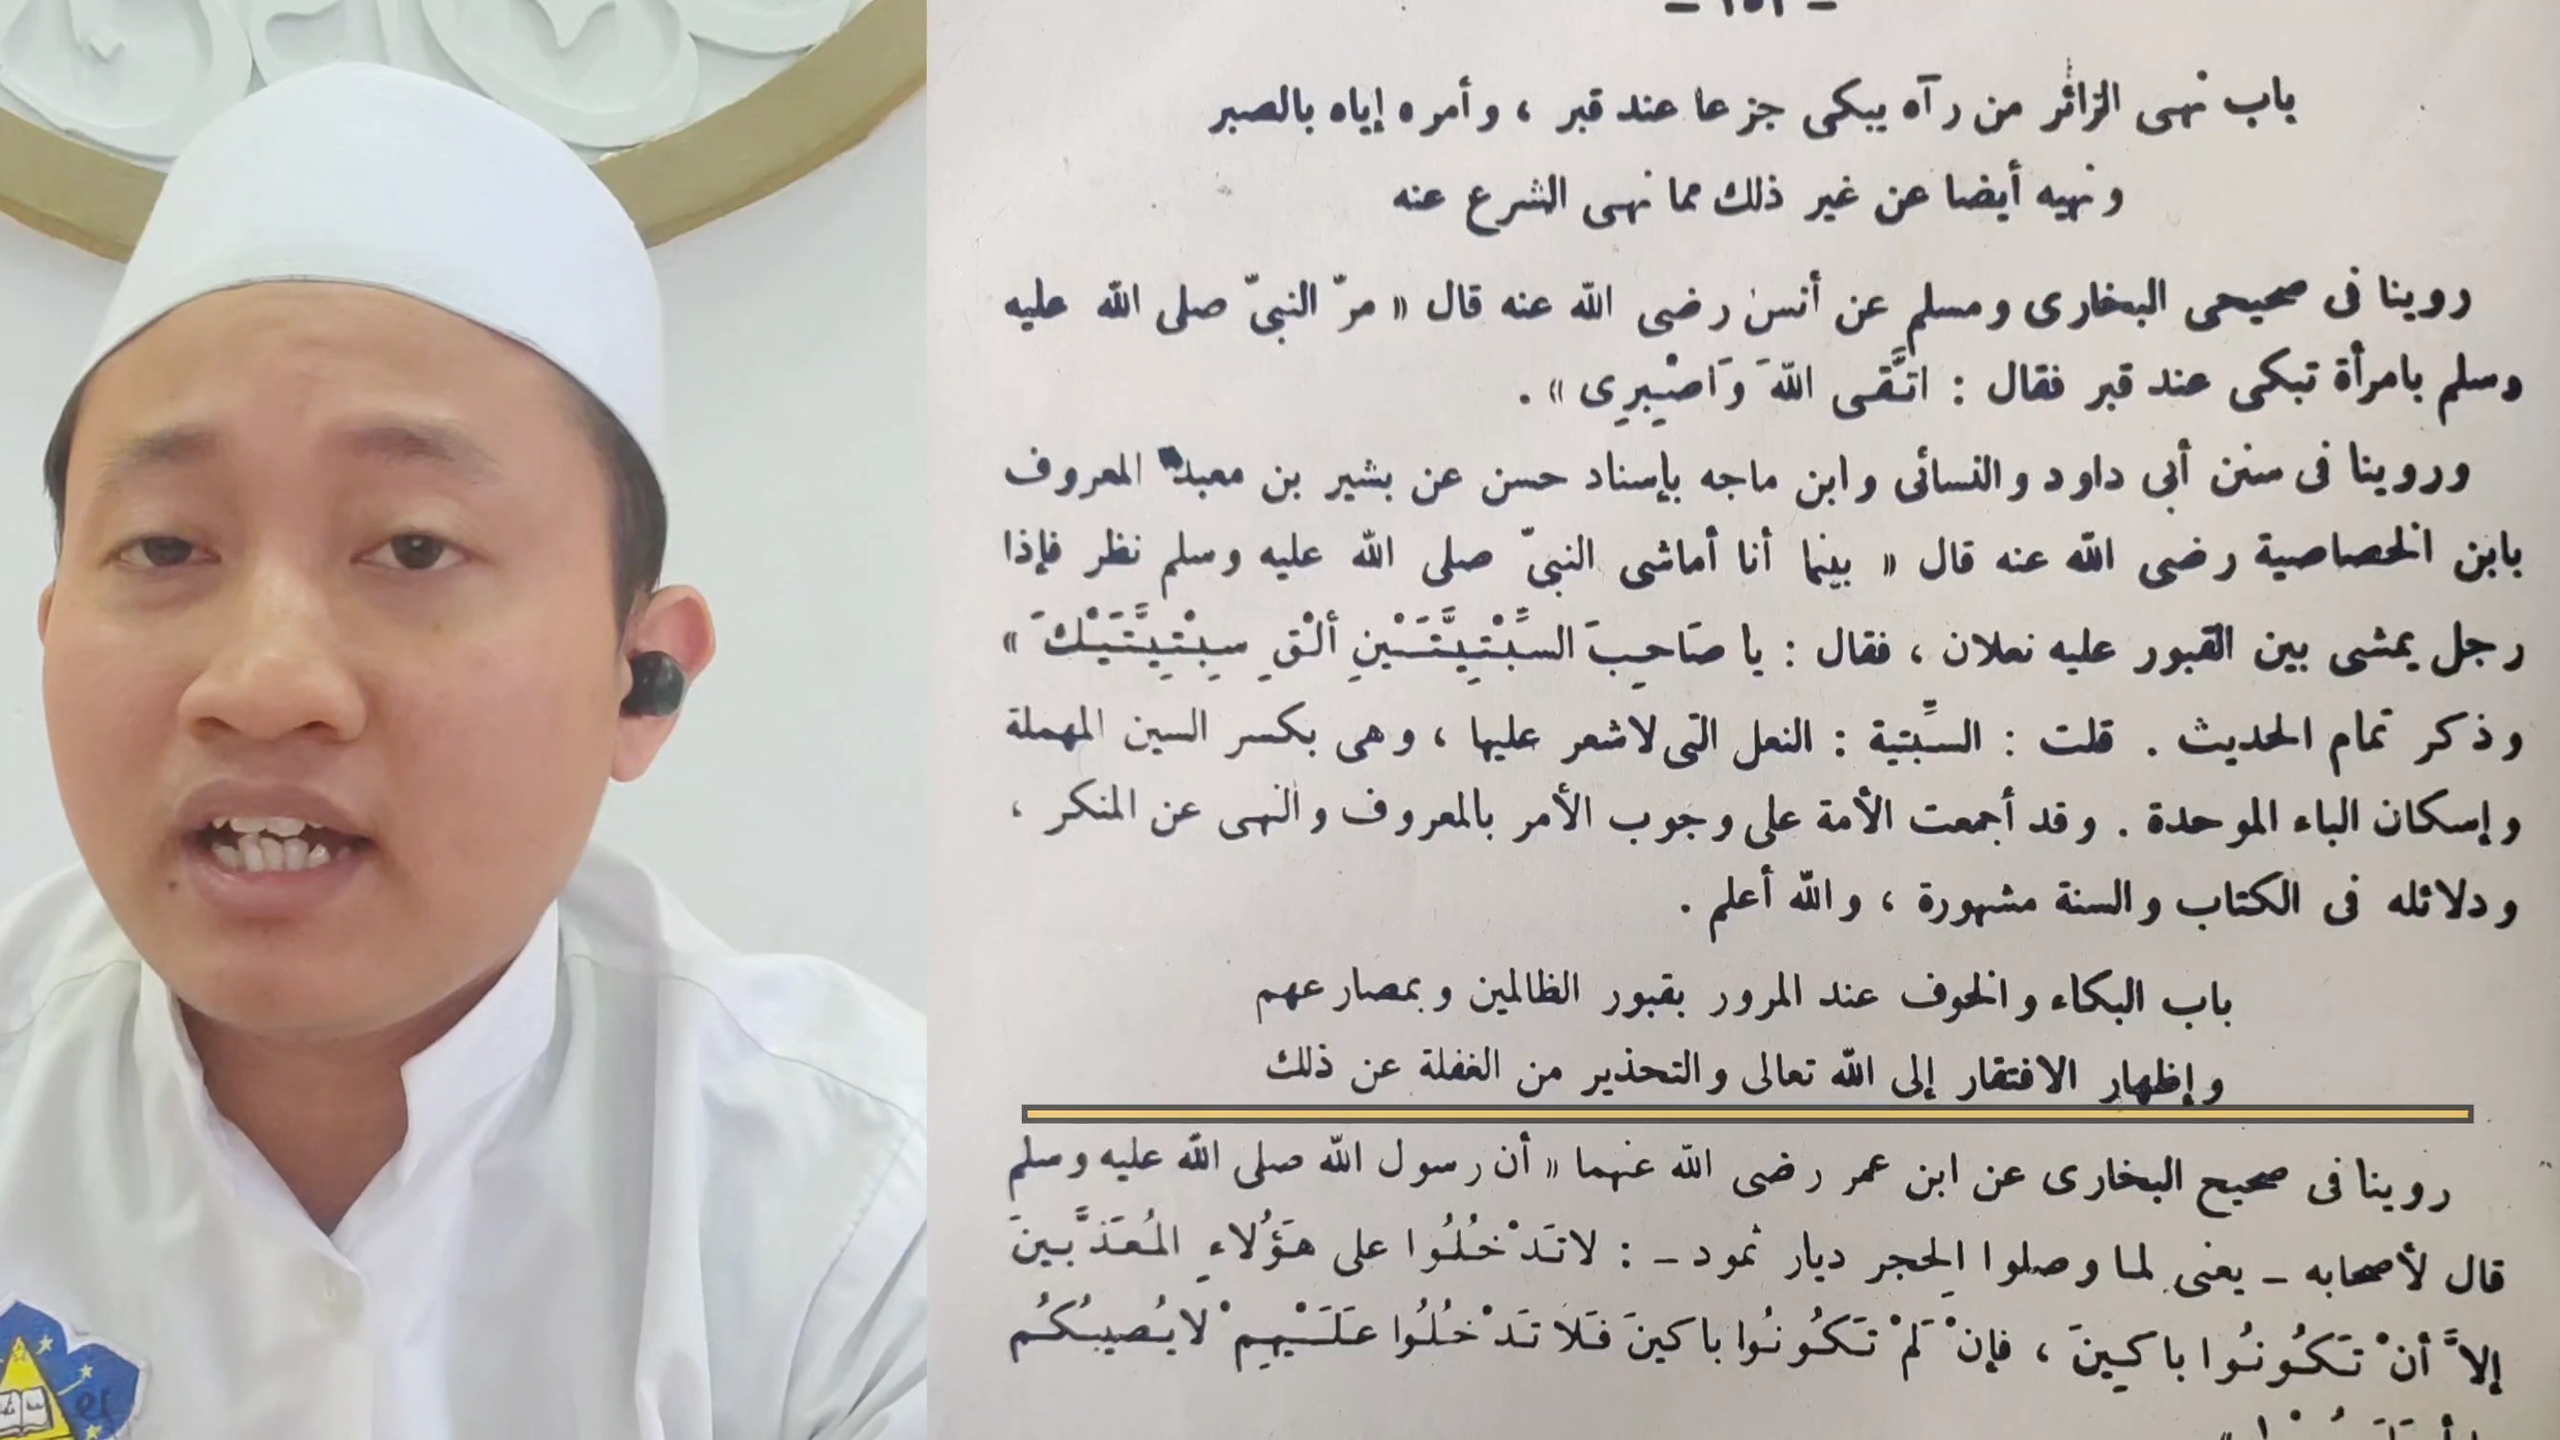 باب نهى الزائر من رآه يبكى جزعا عند قبر ، وأمره إياه بالصبر
ونهيه أيضا عن غير ذلك مما نهى الشرع عنه
روينا فى صحيحى البخارى ومسلم عن أنس رضى الله عنه قال « مرّ النبىّ صلى الله عليه
وسلم بامرأة تبكى عند قبر فقال : اتَّقى اللهَ وَاصْبِرِى » .
وروينا فى سنن أبى داود والنسائى وابن ماجه بإسناد حسن عن بشير بن معبد المعروف
بابن الخصاصية رضى الله عنه قال « بينما أنا أماشى النبىّ صلى الله عليه وسلم نظر فإذا
رجل يمشى بين القبور عليه نعلان ، فقال : يا صَاحِبَ السِّبْتِيَّتَيْنِ ألْقِ سِبْتِيَّتَيْكَ »
وذكر تمام الحديث . قلت : السِّبتية : النعل التى لاشعر عليها ، وهى بكسر السين المهملة
وإسكان الباء الموحدة . وقد أجمعت الأمة على وجوب الأمر بالمعروف والنهى عن المنكر ،
ودلائله فى الكتاب والسنة مشهورة ، والله أعلم .
باب البكاء والخوف عند المرور بقبور الظالمين وبمصارعهم
وإظهار الافتقار إلى الله تعالى والتحذير من الغفلة عن ذلك
روينا فى صحيح البخارى عن ابن عمر رضى الله عنهما « أن رسول الله صلى الله عليه وسلم
قال لأصحابه - يعنى لما وصلوا الحِجر ديار ثمود - : لاتَدْخُلُوا على هَؤُلاءِ المُعَذَّبِينَ
إلاَّ أنْ تَكُونُوا باكِينَ ، فإنْ لَمْ تَكُونُوا باكينَ فَلا تَدْخُلُوا عَلَيْهِمْ لايُصيبُكُم